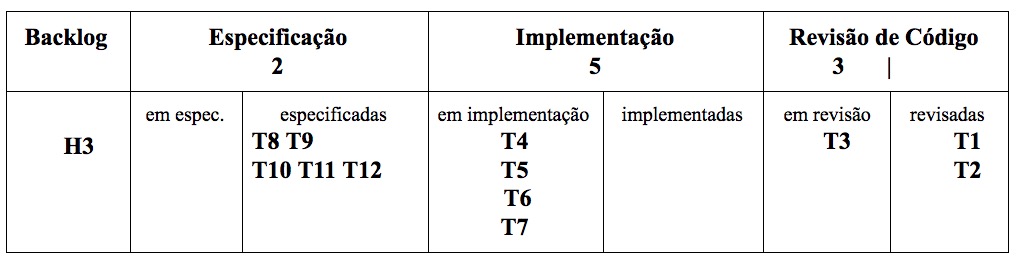 Backlog
Especificação
2
Implementação
5
Revisão de Código
3 |
H3
em espec.
especificadas
T8 T9
T10 T11 T12
em implementação
T4
T5
T6
T7
implementadas
em revisão
T3
revisadas
T1
T2